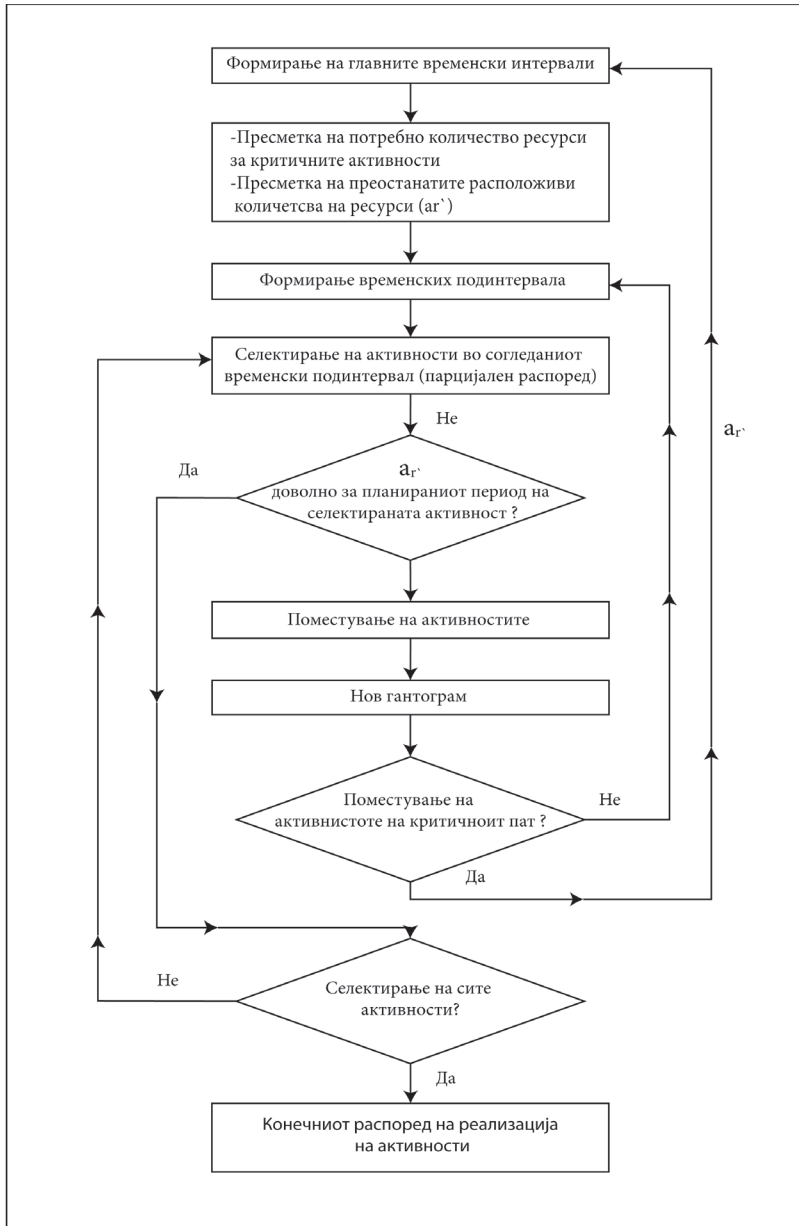 Формирање на главните временски интервали
-Пресметка на потребно количество ресурси
за критичните активности
-Пресметка на преостанатите расположиви
количетсва на ресурси (ar`)
Формирање временских подинтервала
Селектирање на активности во согледаниот
временски подинтервал (парцијален распоред)
Не
ar`
Да
ar`
доволно за планираниот период на
селектираната активност ?
Поместување на активностите
Нов гантограм
Поместување на
активнистоте на критичноит пат ?
Не
Да
Не
Селектирање на сите
активности?
Да
Конечниот распоред на реализација
на активности